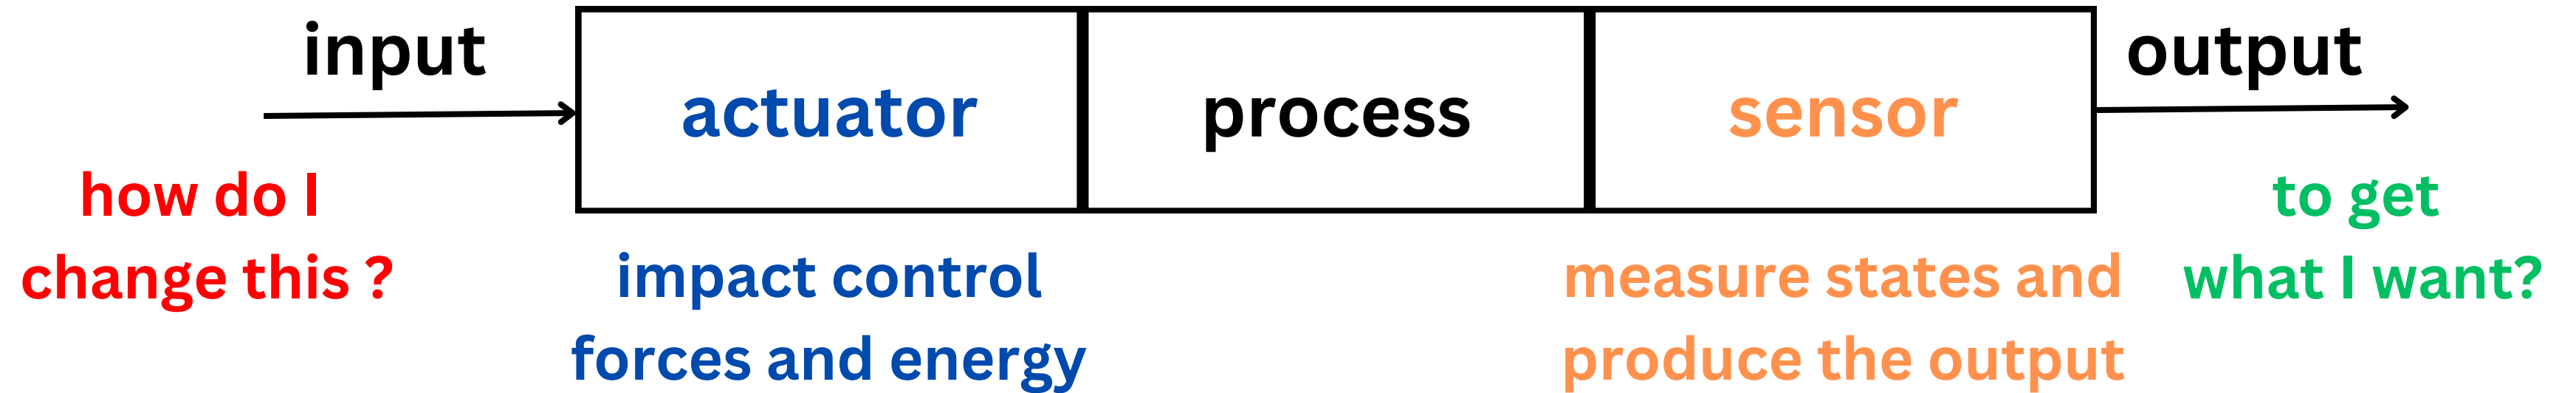 input
output
actuator
process
sensor
how do I
change this ?
impact control
forces and energy
measure states and
produce the output
to get
what I want?